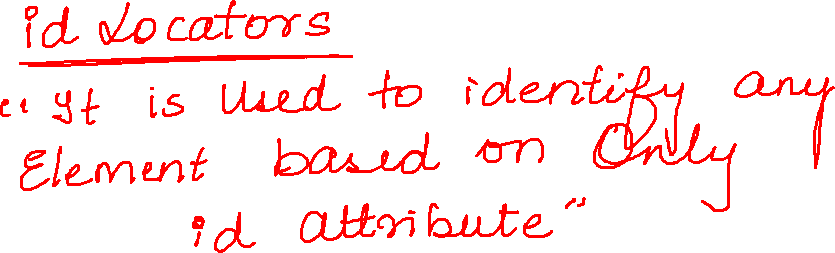 id Locators
"It is Used to identify any
Element based on Only
id attribute"